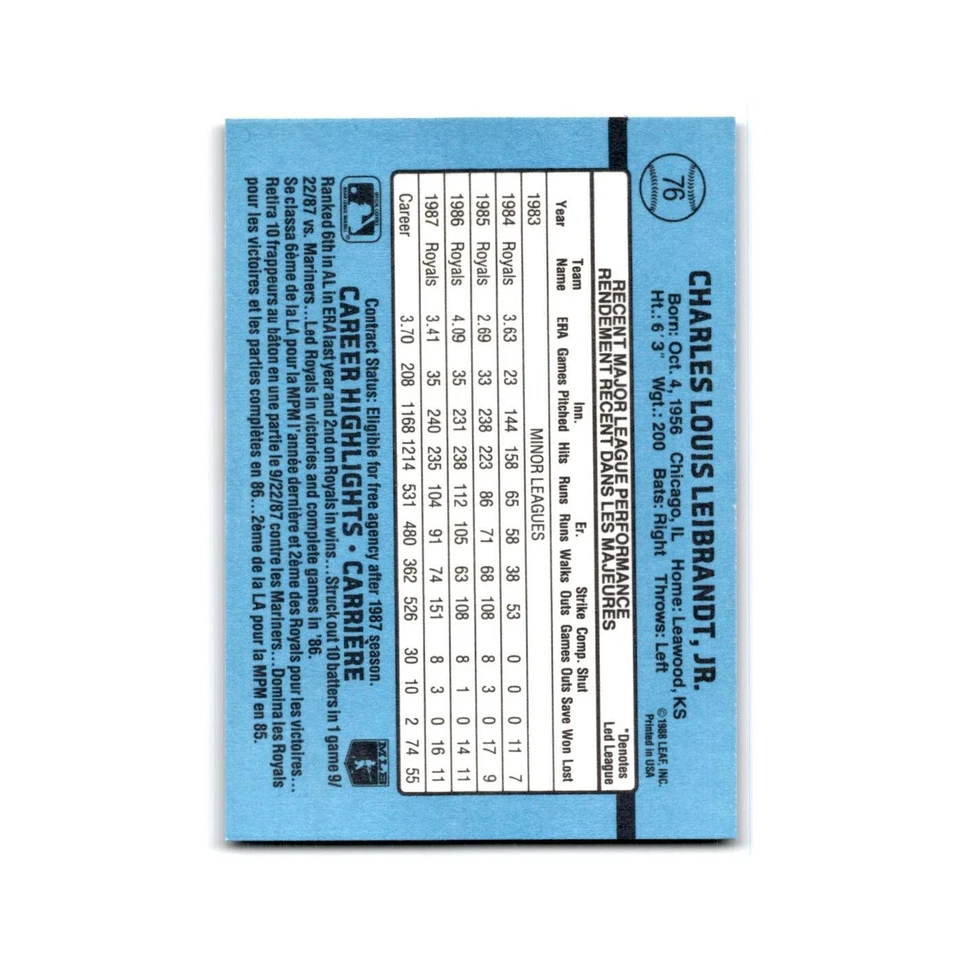 76
CHARLES LOUIS LEIBRANDT, JR.
Born: Oct. 4, 1956 Chicago, IL Home: Leawood, KS
Ht.: 6' 3" Wgt.: 200 Bats: Right Throws: Left
©1988 LEAF, INC.
Printed in USA
RECENT MAJOR LEAGUE PERFORMANCE
RENDEMENT RÉCENT DANS LES MAJEURES
*Denotes
Led League
Team Inn. Er. Strike Comp. Shut
Year Name ERA Games Pitched Hits Runs Runs Walks Outs Games Outs Save Won Lost
1983 MINOR LEAGUES
1984 Royals 3.63 23 144 158 65 58 38 53 0 0 0 11 7
1985 Royals 2.69 33 238 223 86 71 68 108 8 3 0 17 9
1986 Royals 4.09 35 231 238 112 105 63 108 8 1 0 14 11
1987 Royals 3.41 35 240 235 104 91 74 151 8 3 0 16 11
Career 3.70 208 1168 1214 531 480 362 526 30 10 2 74 55
Contract Status: Eligible for free agency after 1987 season.
CAREER HIGHLIGHTS • CARRIÈRE
MLB
Ranked 6th in AL in ERA last year and 2nd on Royals in wins...Struck out 10 batters in 1 game 9/
22/87 vs. Mariners...Led Royals in victories and complete games in '86.
Se classa 6ème de la LA pour la MPM l'année dernière et 2ème des Royals pour les victoires...
Retira 10 frappeurs au bâton en une partie le 9/22/87 contre les Mariners...Domina les Royals
pour les victoires et les parties complètes en 86...2ème de la LA pour la MPM en 85.